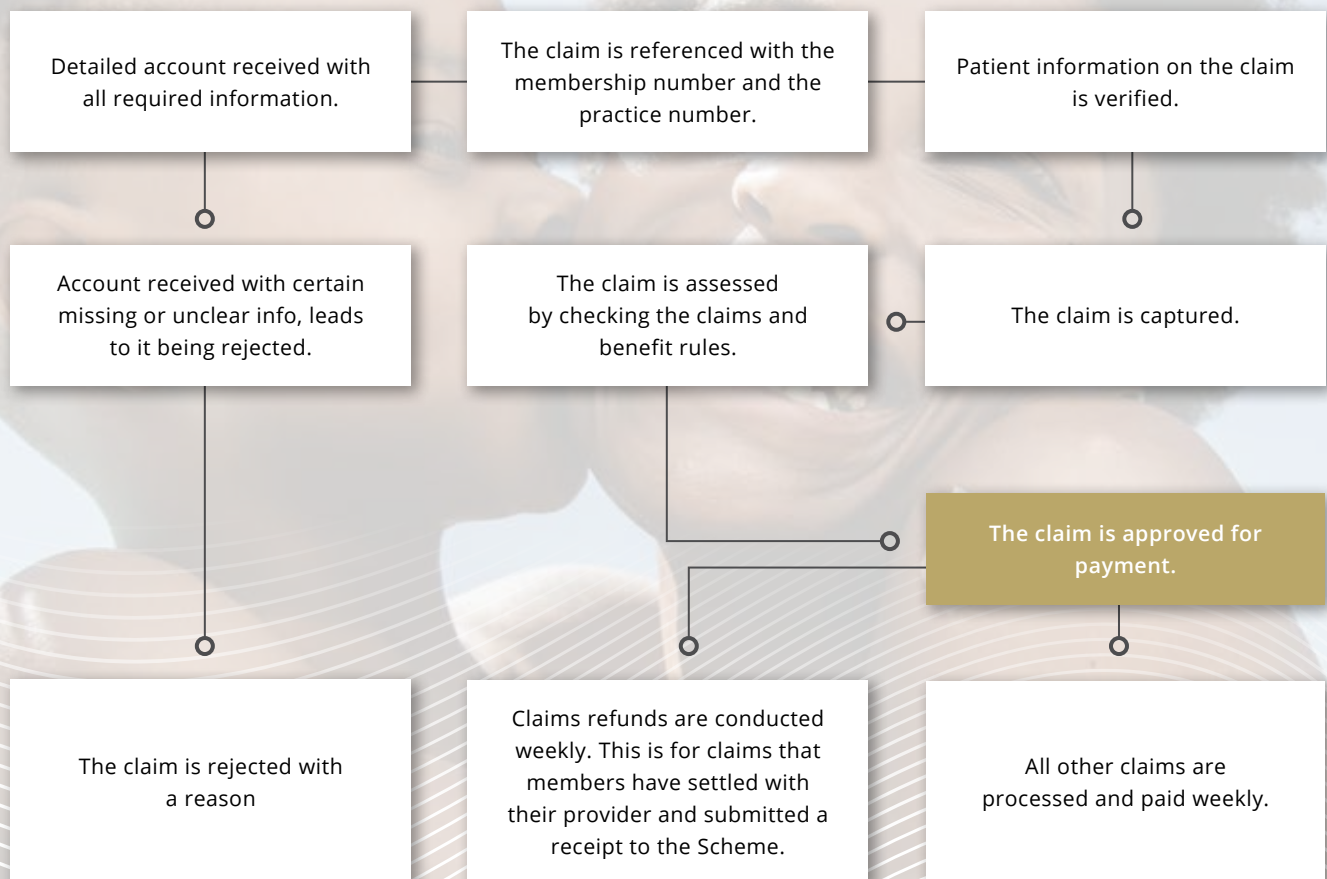 Detailed account received with
all required information.
The claim is referenced with the
membership number and the
practice number.
Patient information on the claim
is verified.
Account received with certain
missing or unclear info, leads
to it being rejected.
The claim is assessed
by checking the claims and
benefit rules.
The claim is captured.
The claim is approved for
payment.
The claim is rejected with
a reason
Claims refunds are conducted
weekly. This is for claims that
members have settled with
their provider and submitted a
receipt to the Scheme.
All other claims are
processed and paid weekly.